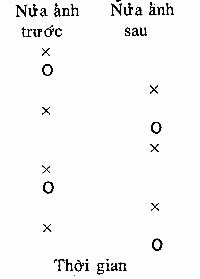 Nửa ảnh trước
Nửa ảnh sau
×
O
×
×
O
×
×
O
×
×
O
Thời gian